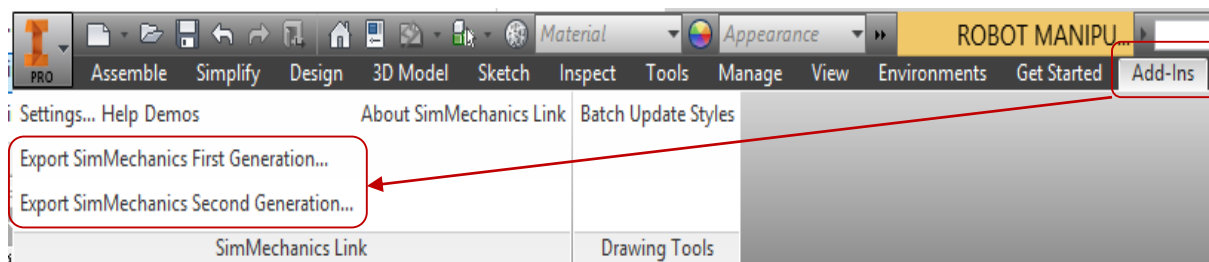 Material Appearance ROBOT MANIPU...
PRO Assemble Simplify Design 3D Model Sketch Inspect Tools Manage View Environments Get Started Add-Ins
Settings... Help Demos About SimMechanics Link Batch Update Styles
Export SimMechanics First Generation...
Export SimMechanics Second Generation...
SimMechanics Link Drawing Tools